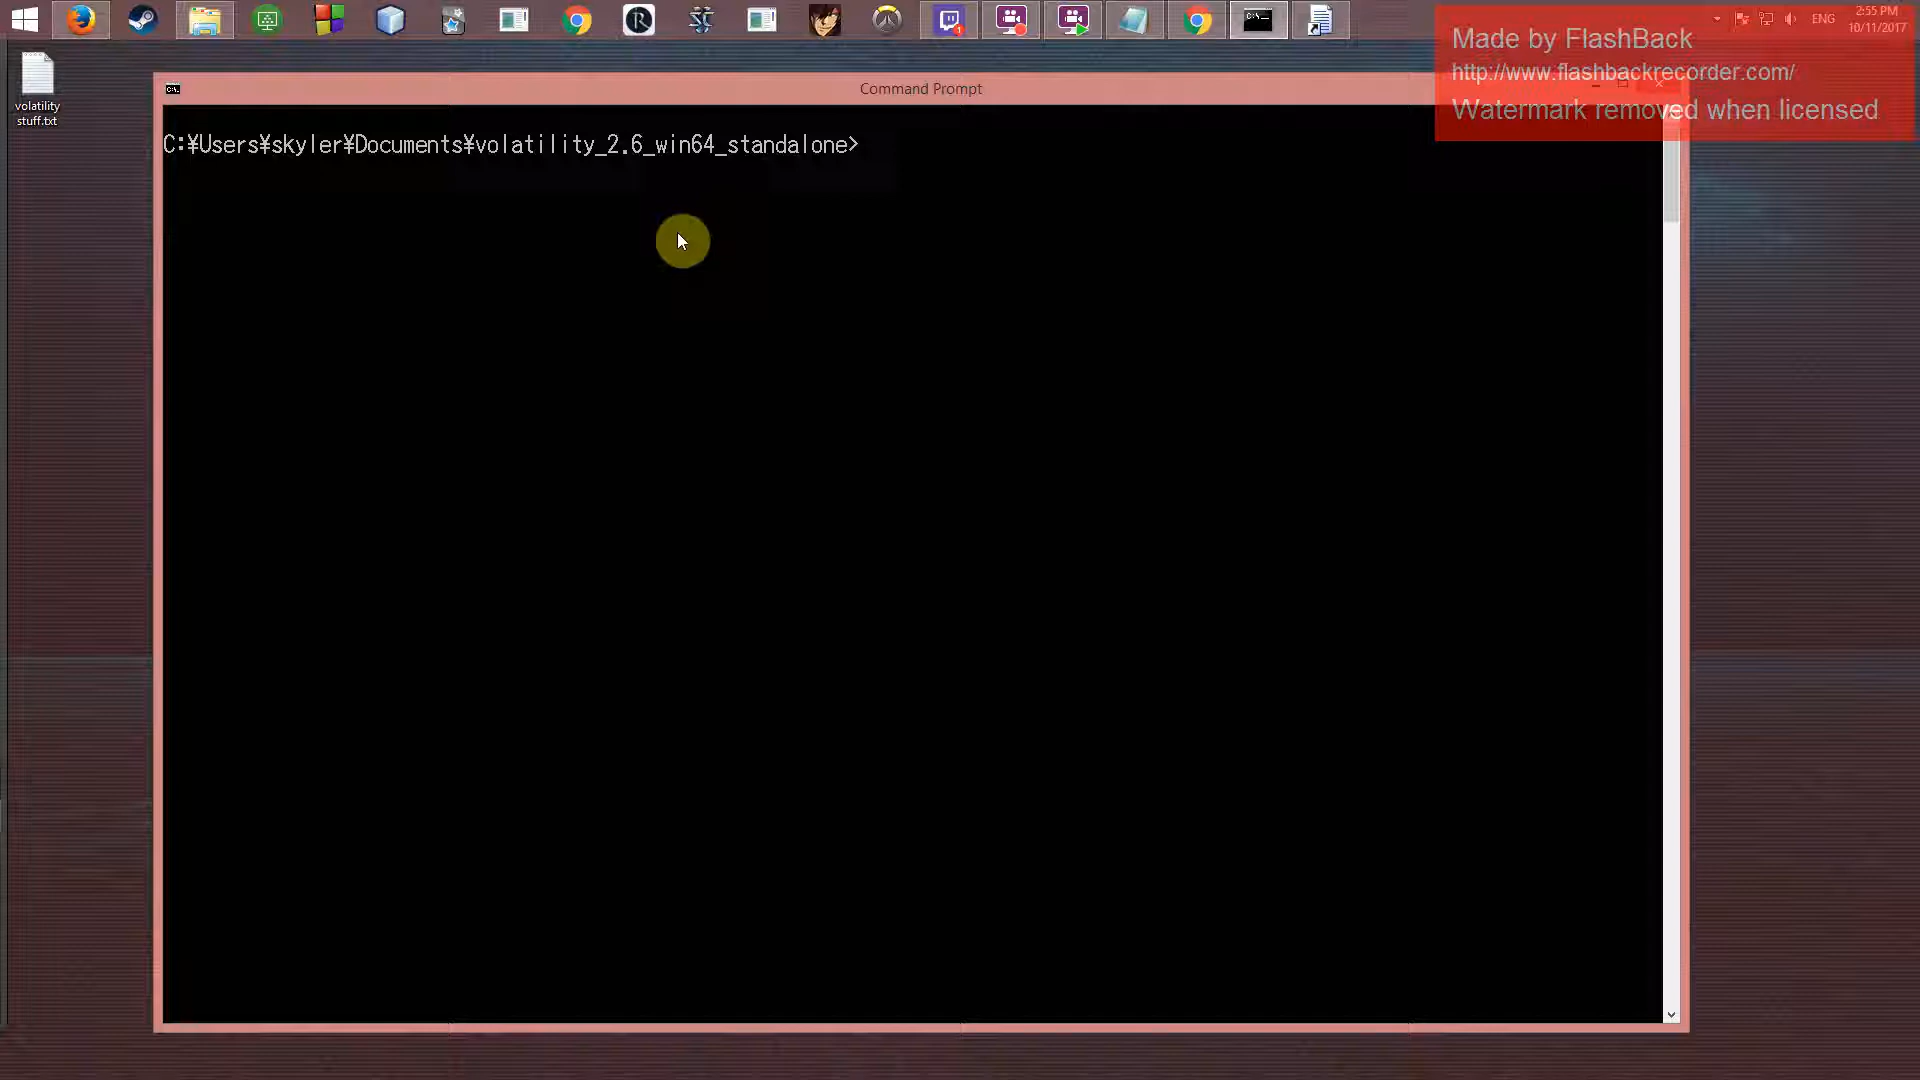 2:55 PM
ENG
10/11/2017
Made by FlashBack
http://www.flashbackrecorder.com/
Watermark removed when licensed
volatility
stuff.txt
Command Prompt
C:¥Users¥skyler¥Documents¥volatility_2.6_win64_standalone>